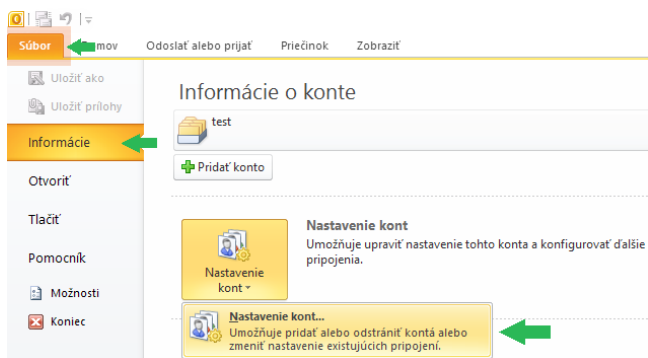 Súbor
mov
Odoslať alebo prijať
Priečinok
Zobraziť
Uložiť ako
Uložiť prílohy
Informácie
Otvoriť
Tlačiť
Pomocník
Možnosti
Koniec
Informácie o konte
test
Pridať konto
Nastavenie
kont
Nastavenie kont
Umožňuje upraviť nastavenie tohto konta a konfigurovať ďalšie
pripojenia.
Nastavenie kont...
Umožňuje pridať alebo odstrániť kontá alebo
zmeniť nastavenie existujúcich pripojení.